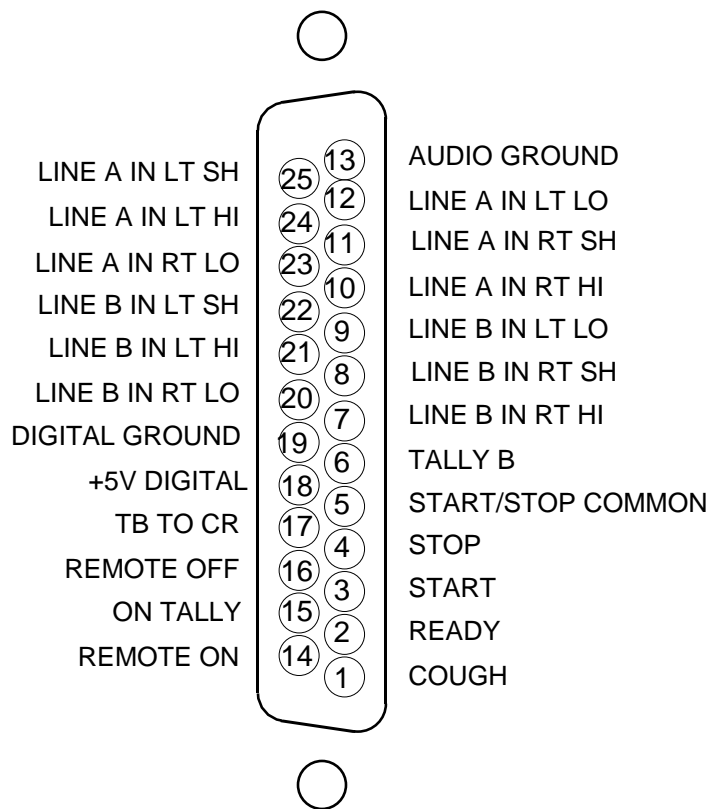 LINE A IN LT SH 25 13 AUDIO GROUND
LINE A IN LT HI 24 12 LINE A IN LT LO
LINE A IN RT LO 23 11 LINE A IN RT SH
LINE B IN LT SH 22 10 LINE A IN RT HI
LINE B IN LT HI 21 9 LINE B IN LT LO
LINE B IN RT LO 20 8 LINE B IN RT SH
DIGITAL GROUND 19 7 LINE B IN RT HI
+5V DIGITAL 18 6 TALLY B
TB TO CR 17 5 START/STOP COMMON
REMOTE OFF 16 4 STOP
ON TALLY 15 3 START
REMOTE ON 14 2 READY
1 COUGH